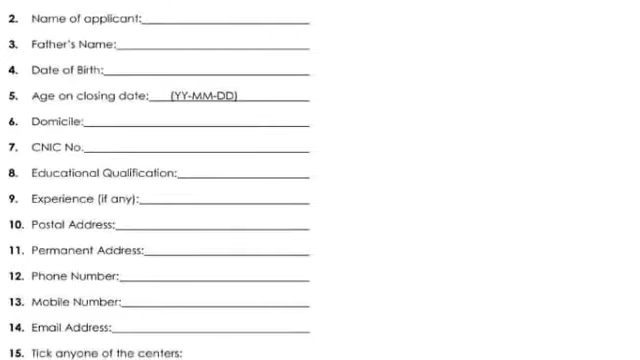 2. Name of applicant:
3. Father's Name:
4. Date of Birth:
5. Age on closing date: (YY-MM-DD)
6. Domicile:
7. CNIC No.
8. Educational Qualification:
9. Experience (if any):
10. Postal Address:
11. Permanent Address:
12. Phone Number:
13. Mobile Number:
14. Email Address:
15. Tick anyone of the centers: